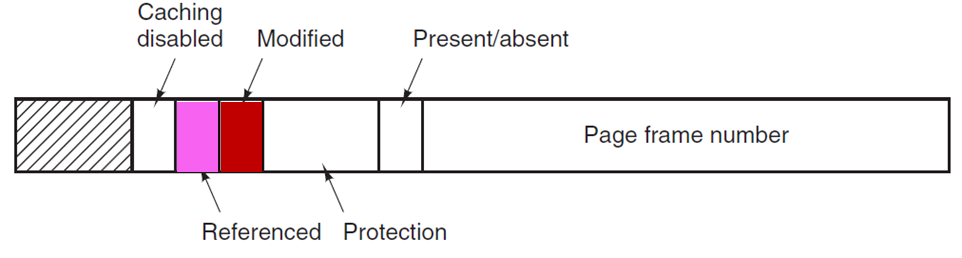 Caching
disabled
Modified
Present/absent
Page frame number
Referenced
Protection